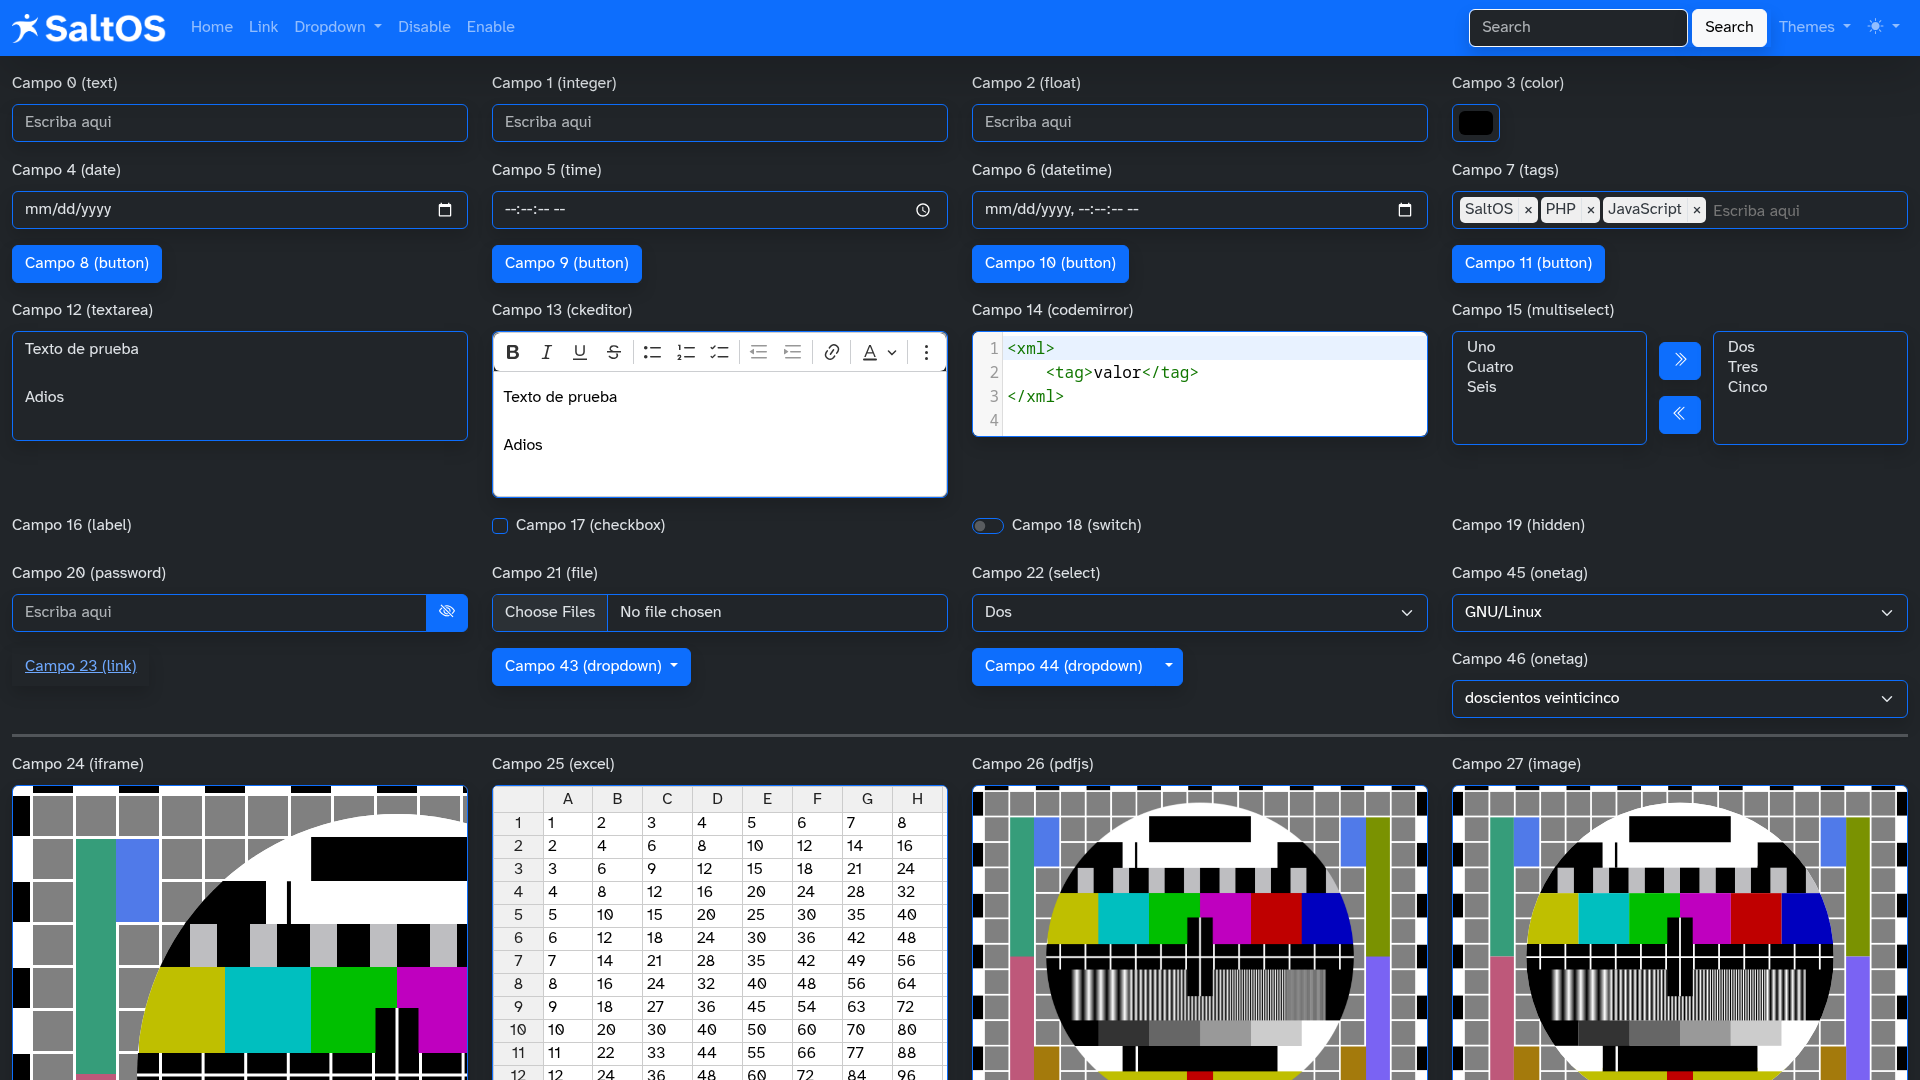 SaltOS Home Link Dropdown Disable Enable Search Search Themes
Campo 0 (text) Campo 1 (integer) Campo 2 (float) Campo 3 (color)
Escriba aqui Escriba aqui Escriba aqui
Campo 4 (date) Campo 5 (time) Campo 6 (datetime) Campo 7 (tags)
mm/dd/yyyy --:--:-- -- mm/dd/yyyy, --:--:-- -- SaltOS × PHP × JavaScript × Escriba aqui
Campo 8 (button) Campo 9 (button) Campo 10 (button) Campo 11 (button)
Campo 12 (textarea) Campo 13 (ckeditor) Campo 14 (codemirror) Campo 15 (multiselect)
Texto de prueba
Adios
B I U S A
Texto de prueba
Adios
1 <xml>
2 <tag>valor</tag>
3 </xml>
4
Uno
Cuatro
Seis
Dos
Tres
Cinco
Campo 16 (label) Campo 17 (checkbox) Campo 18 (switch) Campo 19 (hidden)
Campo 20 (password) Campo 21 (file) Campo 22 (select) Campo 45 (onetag)
Escriba aqui Choose Files No file chosen Dos GNU/Linux
Campo 23 (link) Campo 43 (dropdown) Campo 44 (dropdown) Campo 46 (onetag)
doscientos veinticinco
Campo 24 (iframe) Campo 25 (excel) Campo 26 (pdfjs) Campo 27 (image)
A B C D E F G H
1 1 2 3 4 5 6 7 8
2 2 4 6 8 10 12 14 16
3 3 6 9 12 15 18 21 24
4 4 8 12 16 20 24 28 32
5 5 10 15 20 25 30 35 40
6 6 12 18 24 30 36 42 48
7 7 14 21 28 35 42 49 56
8 8 16 24 32 40 48 56 64
9 9 18 27 36 45 54 63 72
10 10 20 30 40 50 60 70 80
11 11 22 33 44 55 66 77 88
12 12 24 36 48 60 72 84 96